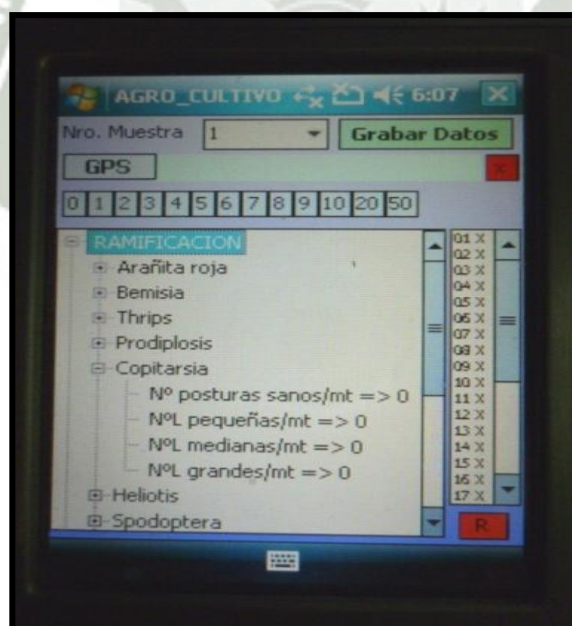 AGRO_CULTIVO 6:07
Nro. Muestra 1 Grabar Datos
GPS x
0 1 2 3 4 5 6 7 8 9 10 20 50
RAMIFICACION
Arañita roja
Bemisia
Thrips
Prodiplosis
Copitarsia
Nº posturas sanos/mt => 0
NºL pequeñas/mt => 0
NºL medianas/mt => 0
NºL grandes/mt => 0
Heliotis
Spodoptera
01 X
02 X
03 X
04 X
05 X
06 X
07 X
08 X
09 X
10 X
11 X
12 X
13 X
14 X
15 X
16 X
17 X
R